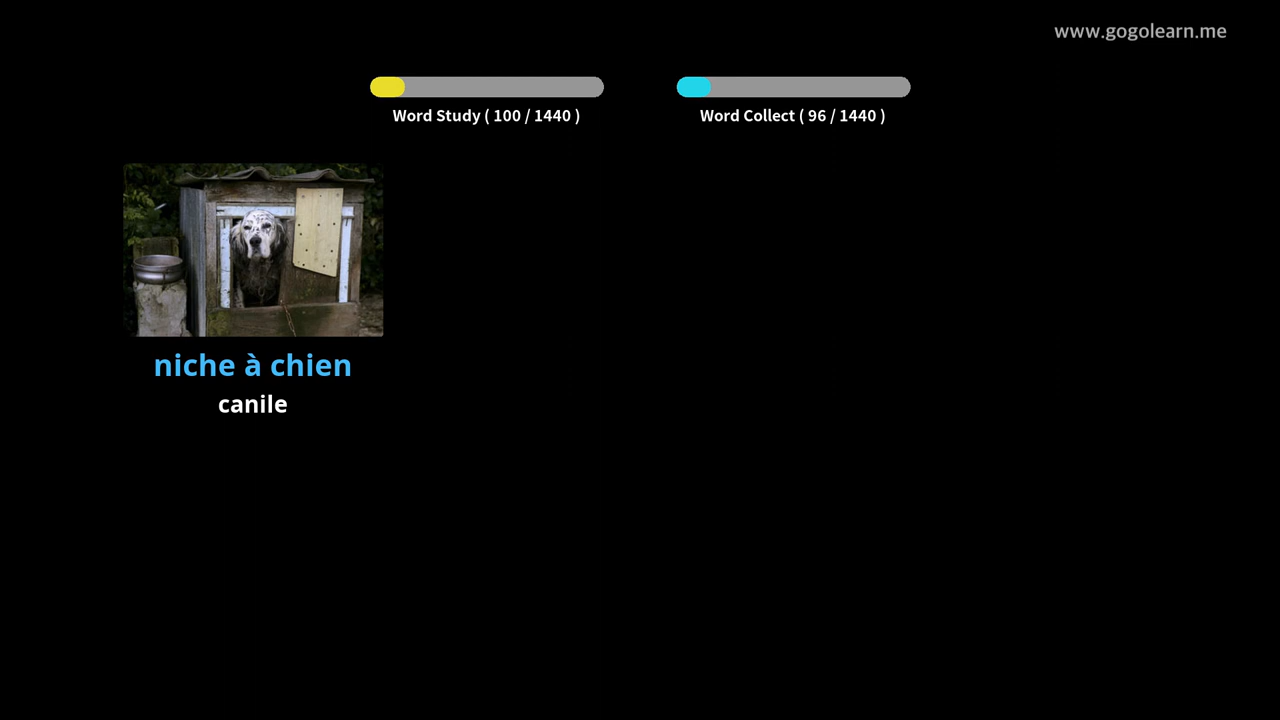 www.gogolearn.me
Word Study ( 100 / 1440 )
Word Collect ( 96 / 1440 )
niche à chien
canile